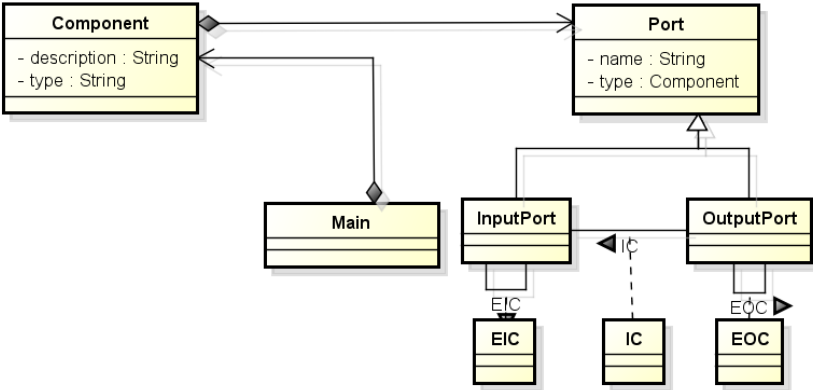 Component
- description : String
- type : String
Port
- name : String
- type : Component
Main
InputPort
OutputPort
IC
EIC
EOC
EIC
IC
EOC